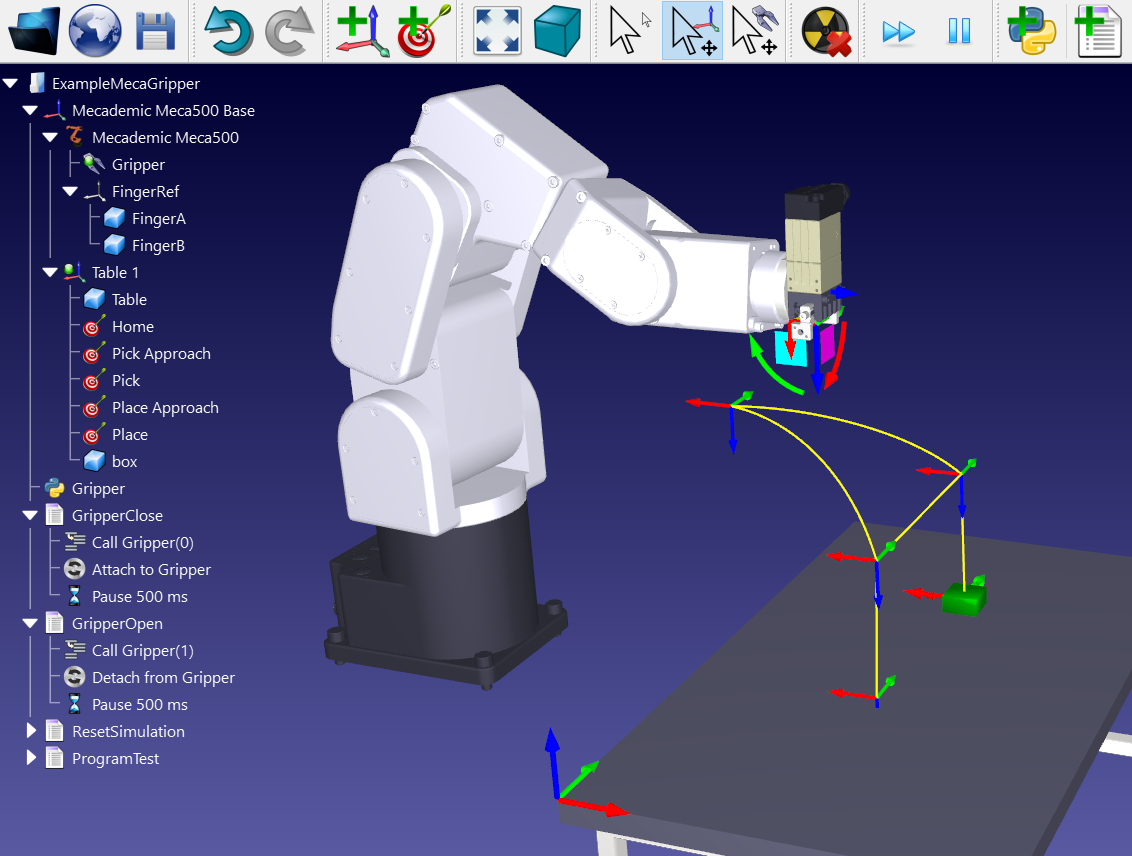 ExampleMecaGripper
Mecademic Meca500 Base
Mecademic Meca500
Gripper
FingerRef
FingerA
FingerB
Table 1
Table
Home
Pick Approach
Pick
Place Approach
Place
box
Gripper
GripperClose
Call Gripper(0)
Attach to Gripper
Pause 500 ms
GripperOpen
Call Gripper(1)
Detach from Gripper
Pause 500 ms
ResetSimulation
ProgramTest